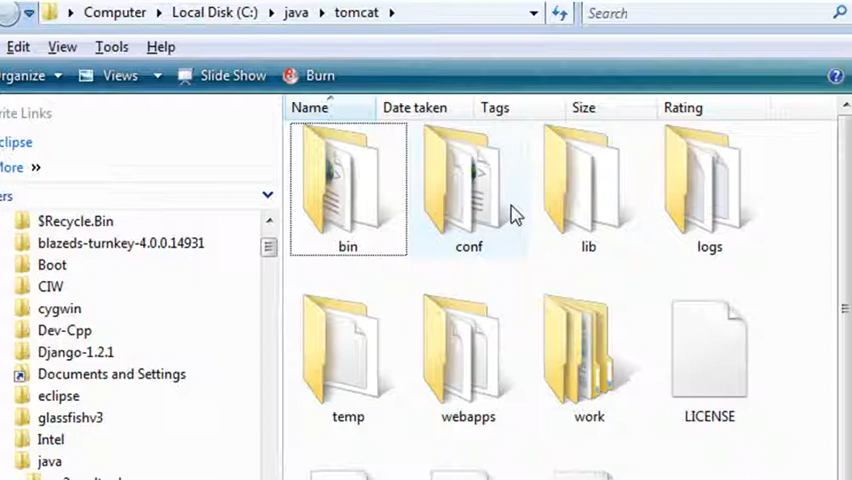 Computer Local Disk (C:) java tomcat Search
Edit View Tools Help
rganize Views Slide Show Burn
rite Links
clipse
More »
ers
Name Date taken Tags Size Rating
bin conf lib logs
temp webapps work LICENSE
$Recycle.Bin
blazeds-turnkey-4.0.0.14931
Boot
CIW
cygwin
Dev-Cpp
Django-1.2.1
Documents and Settings
eclipse
glassfishv3
Intel
java